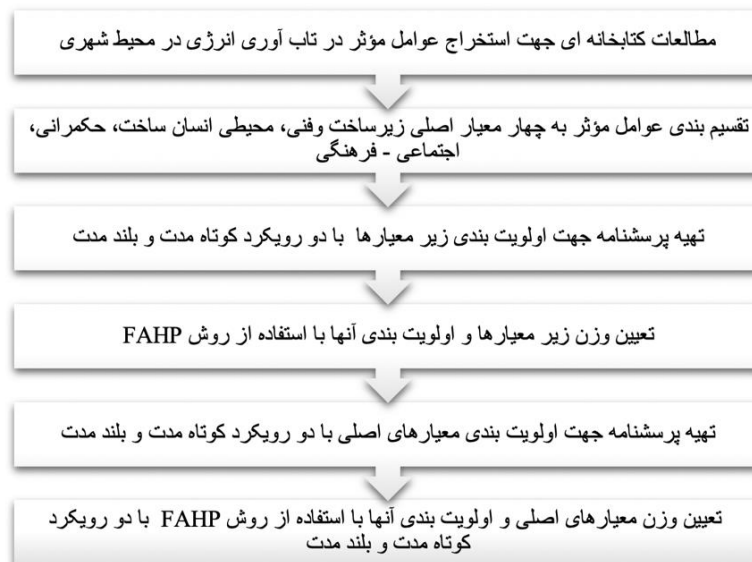 مطالعات کتابخانه ای جهت استخراج عوامل مؤثر در تاب آوری انرژی در محیط شهری
تقسیم بندی عوامل مؤثر به چهار معیار اصلی زیرساخت وفنی، محیطی انسان ساخت، حکمرانی،
اجتماعی - فرهنگی
تهیه پرسشنامه جهت اولویت بندی زیر معیارها با دو رویکرد کوتاه مدت و بلند مدت
تعیین وزن زیر معیارها و اولویت بندی آنها با استفاده از روش FAHP
تهیه پرسشنامه جهت اولویت بندی معیارهای اصلی با دو رویکرد کوتاه مدت و بلند مدت
تعیین وزن معیارهای اصلی و اولویت بندی آنها با استفاده از روش FAHP با دو رویکرد
کوتاه مدت و بلند مدت